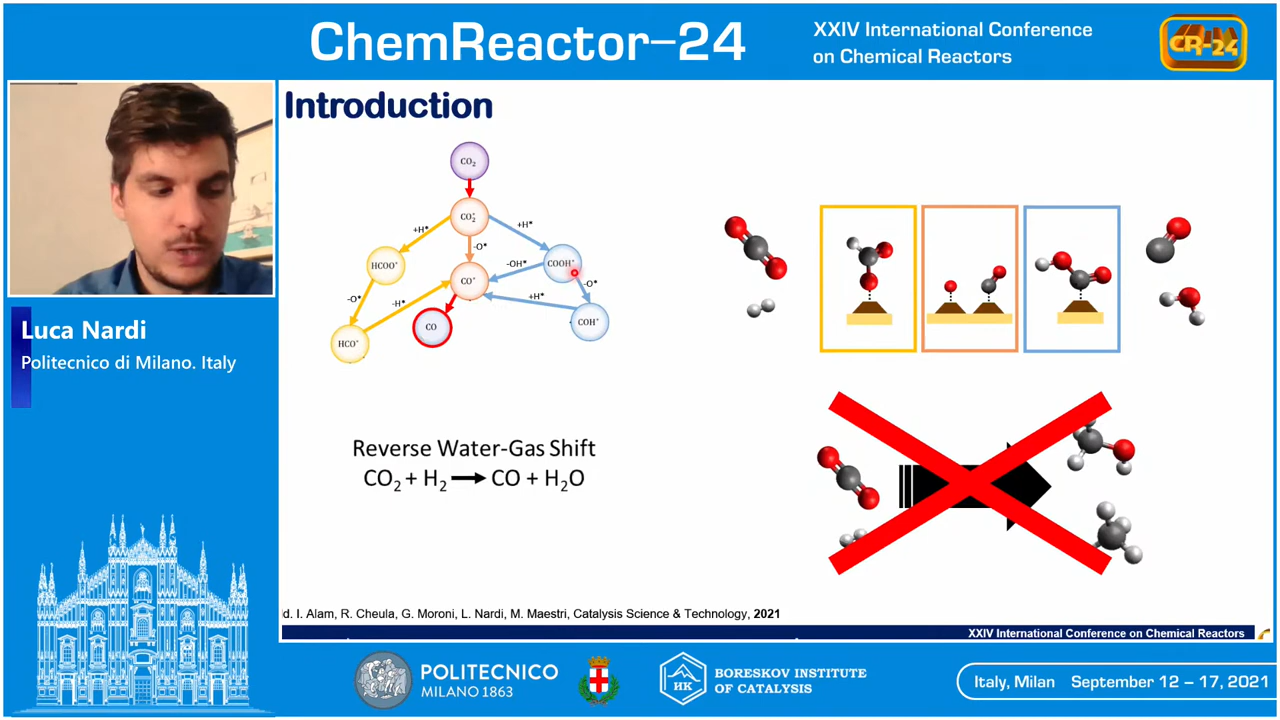 ChemReactor-24
XXIV International Conference
on Chemical Reactors
CR-24
Introduction
CO₂
CO₂*
+H*
+H*
-O*
HCOO*
COOH*
-OH*
CO*
-O*
-O*
-H*
+H*
CO
COH*
HCO*
Luca Nardi
Politecnico di Milano. Italy
Reverse Water-Gas Shift
CO₂ + H₂ → CO + H₂O
d. I. Alam, R. Cheula, G. Moroni, L. Nardi, M. Maestri, Catalysis Science & Technology, 2021
XXIV International Conference on Chemical Reactors
POLITECNICO
MILANO 1863
HK
BORESKOV INSTITUTE
OF CATALYSIS
Italy, Milan September 12 – 17, 2021